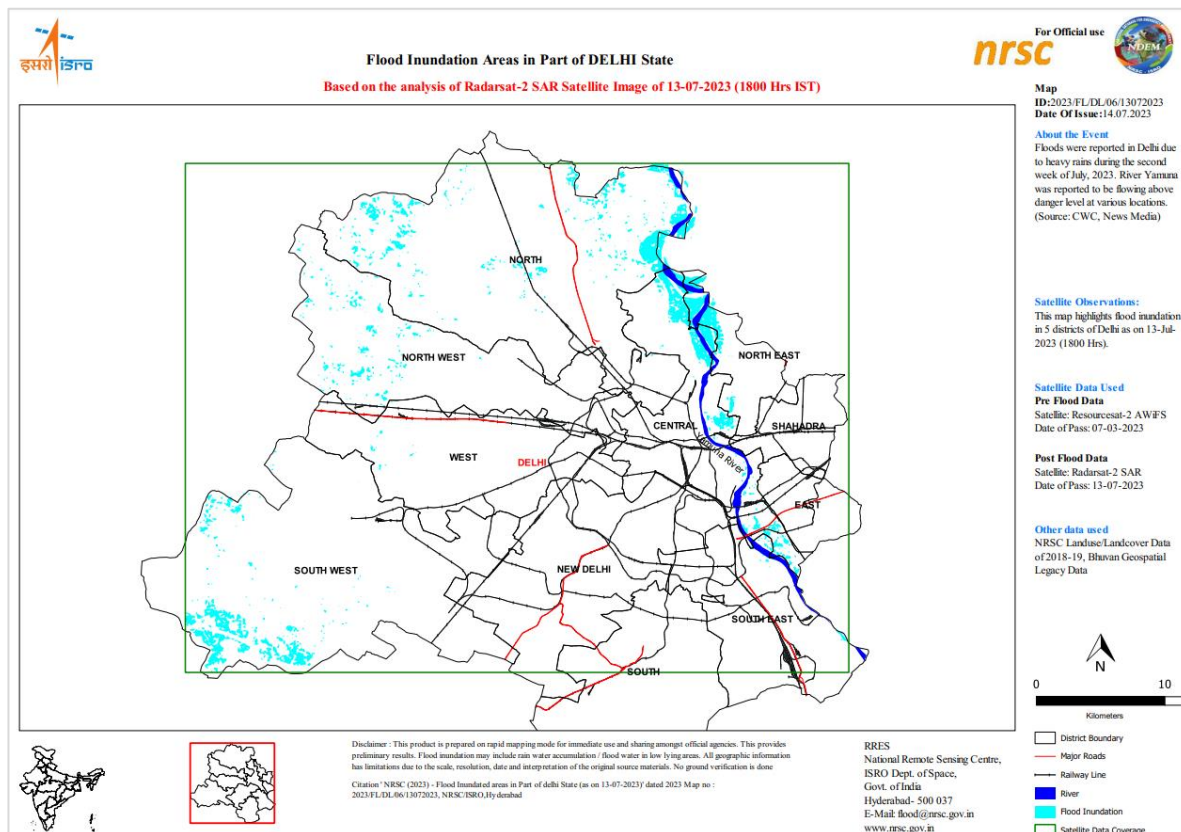 इसरो isro
Flood Inundation Areas in Part of DELHI State
Based on the analysis of Radarsat-2 SAR Satellite Image of 13-07-2023 (1800 Hrs IST)
For Official use
nrsc
NDEM
Map
ID:2023/FL/DL/06/13072023
Date Of Issue:14.07.2023
About the Event
Floods were reported in Delhi due
to heavy rains during the second
week of July, 2023. River Yamuna
was reported to be flowing above
danger level at various locations.
(Source: CWC, News Media)
Satellite Observations:
This map highlights flood inundation
in 5 districts of Delhi as on 13-Jul-
2023 (1800 Hrs).
Satellite Data Used
Pre Flood Data
Satellite: Resourcesat-2 AWiFS
Date of Pass: 07-03-2023
Post Flood Data
Satellite: Radarsat-2 SAR
Date of Pass: 13-07-2023
Other data used
NRSC Landuse/Landcover Data
of 2018-19, Bhuvan Geospatial
Legacy Data
N
0 10
Kilometers
District Boundary
Major Roads
Railway Line
River
Flood Inundation
Satellite Data Coverage
NORTH
NORTH WEST
NORTH EAST
CENTRAL
SHAHADRA
WEST
DELHI
Yamuna River
EAST
SOUTH WEST
NEW DELHI
SOUTH EAST
SOUTH
Disclaimer : This product is prepared on rapid mapping mode for immediate use and sharing amongst official agencies. This provides
preliminary results. Flood inundation may include rain water accumulation / flood water in low lying areas. All geographic information
has limitations due to the scale, resolution, date and interpretation of the original source materials. No ground verification is done
Citation ' NRSC (2023) - Flood Inundated areas in Part of delhi State (as on 13-07-2023)' dated 2023 Map no :
2023/FL/DL/06/13072023, NRSC/ISRO,Hyderabad
RRES
National Remote Sensing Centre,
ISRO Dept. of Space,
Govt. of India
Hyderabad- 500 037
E-Mail: flood@nrsc.gov.in
www.nrsc.gov.in